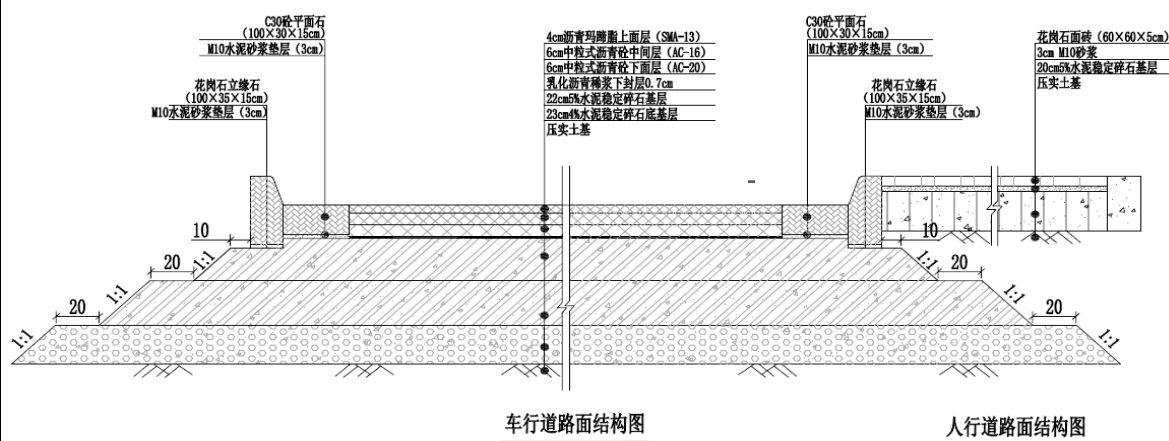 C30砼平面石
(100×30×15cm)
M10水泥砂浆垫层(3cm)
花岗石立缘石
(100×35×15cm)
M10水泥砂浆垫层(3cm)
4cm沥青玛蹄脂上面层(SMA-13)
6cm中粒式沥青砼中间层(AC-16)
6cm中粒式沥青砼下面层(AC-20)
乳化沥青稀浆下封层0.7cm
22cm5%水泥稳定碎石基层
23cm4%水泥稳定碎石底基层
压实土基
C30砼平面石
(100×30×15cm)
M10水泥砂浆垫层(3cm)
花岗石立缘石
(100×35×15cm)
M10水泥砂浆垫层(3cm)
花岗石面砖(60×60×5cm)
3cm M10砂浆
20cm5%水泥稳定碎石基层
压实土基
10
1:1
20
1:1
20
1:1
10
1:1
20
1:1
20
1:1
车行道路面结构图
人行道路面结构图